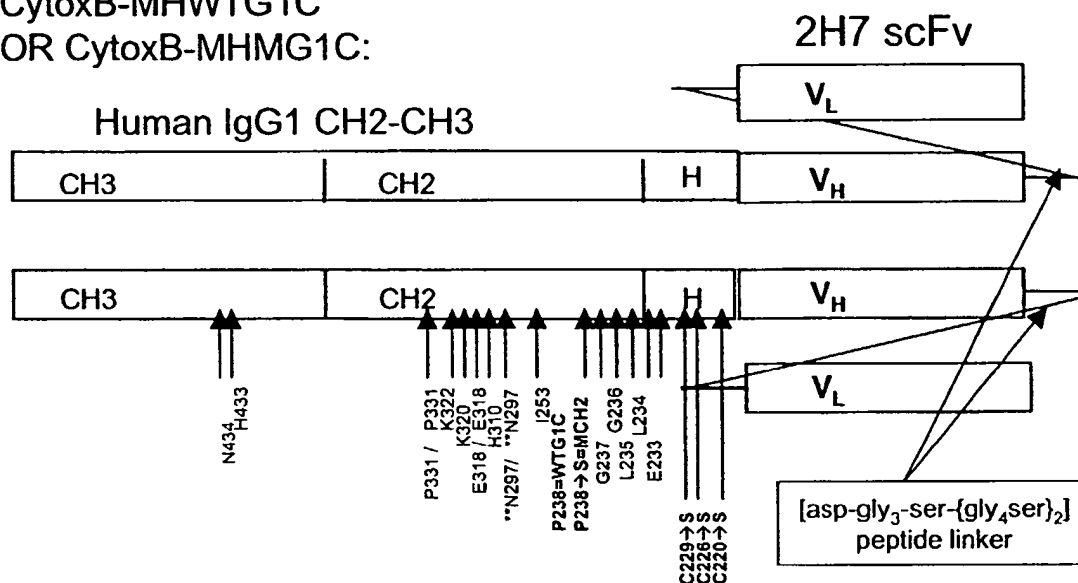 CytoxB-MHWTG1C
OR CytoxB-MHMG1C:
2H7 scFv
Human IgG1 CH2-CH3
V_L
CH3 CH2 H V_H
CH3 CH2 H V_H
V_L
N434
H433
P331 / P331
K322
K320
E318 / E318
H310
**N297/ **N297
I253
P238=WTG1C
P238→S=MCH2
G237
G236
L235
L234
E233
C229→S
C226→S
C220→S
[asp-gly₃-ser-{gly₄ser}₂]
peptide linker